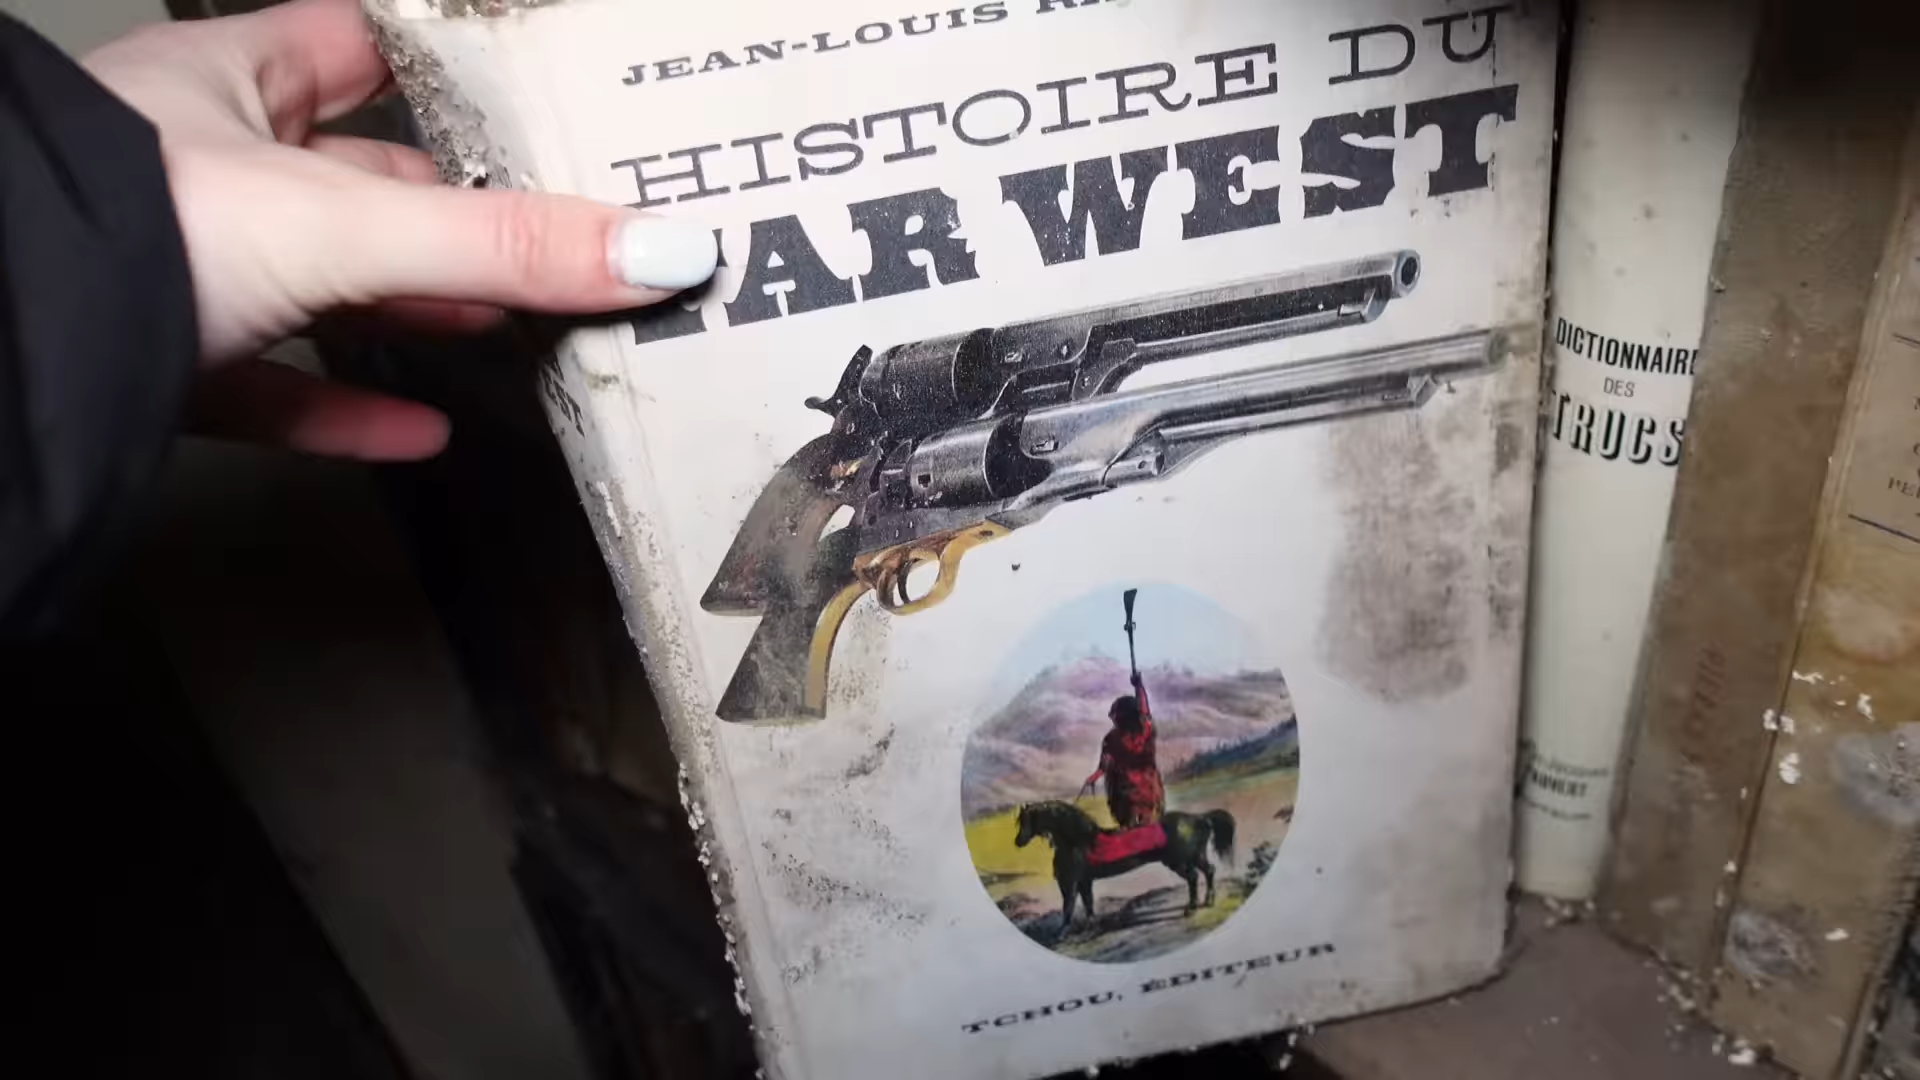 JEAN-LOUIS
HISTOIRE DU
FAR WEST
TCHOU, ÉDITEUR
DICTIONNAIRE
DES
TRUCS